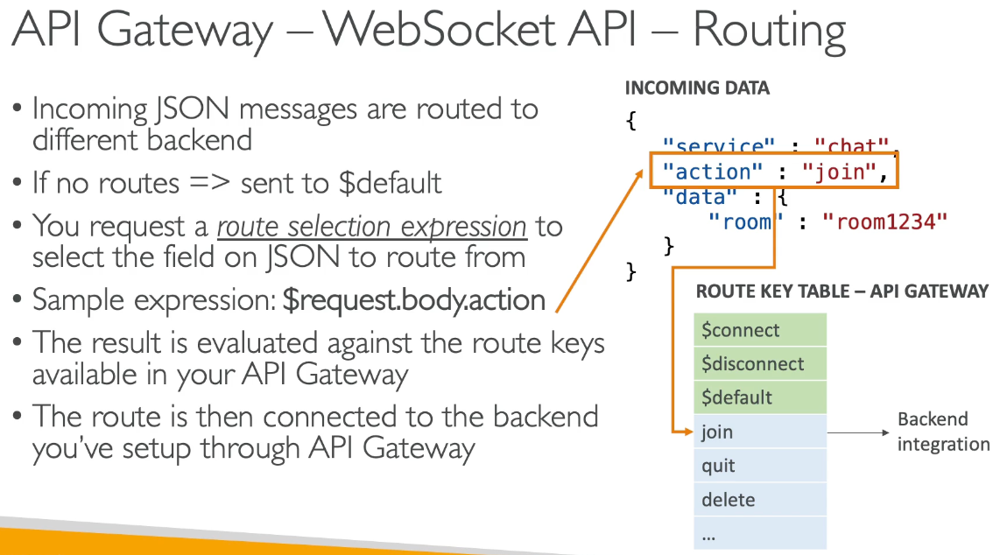 API Gateway – WebSocket API – Routing
• Incoming JSON messages are routed to
different backend
• If no routes => sent to $default
• You request a route selection expression to
select the field on JSON to route from
• Sample expression: $request.body.action
• The result is evaluated against the route keys
available in your API Gateway
• The route is then connected to the backend
you've setup through API Gateway
INCOMING DATA
{
"service" : "chat",
"action" : "join",
"data" : {
"room" : "room1234"
}
}
ROUTE KEY TABLE – API GATEWAY
$connect
$disconnect
$default
join
quit
delete
...
Backend
integration